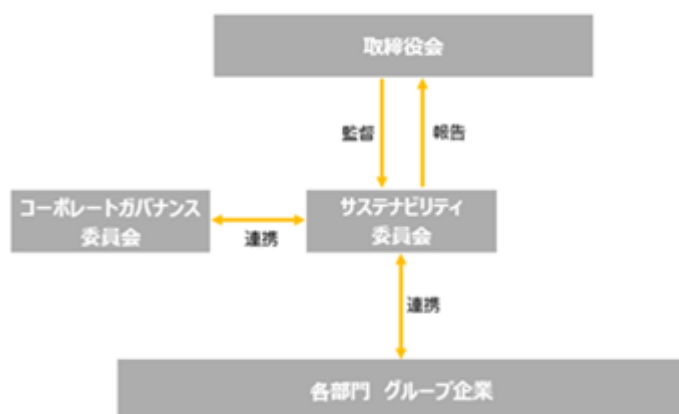 取締役会
監督
報告
コーポレートガバナンス
委員会
連携
サステナビリティ
委員会
連携
各部門 グループ企業